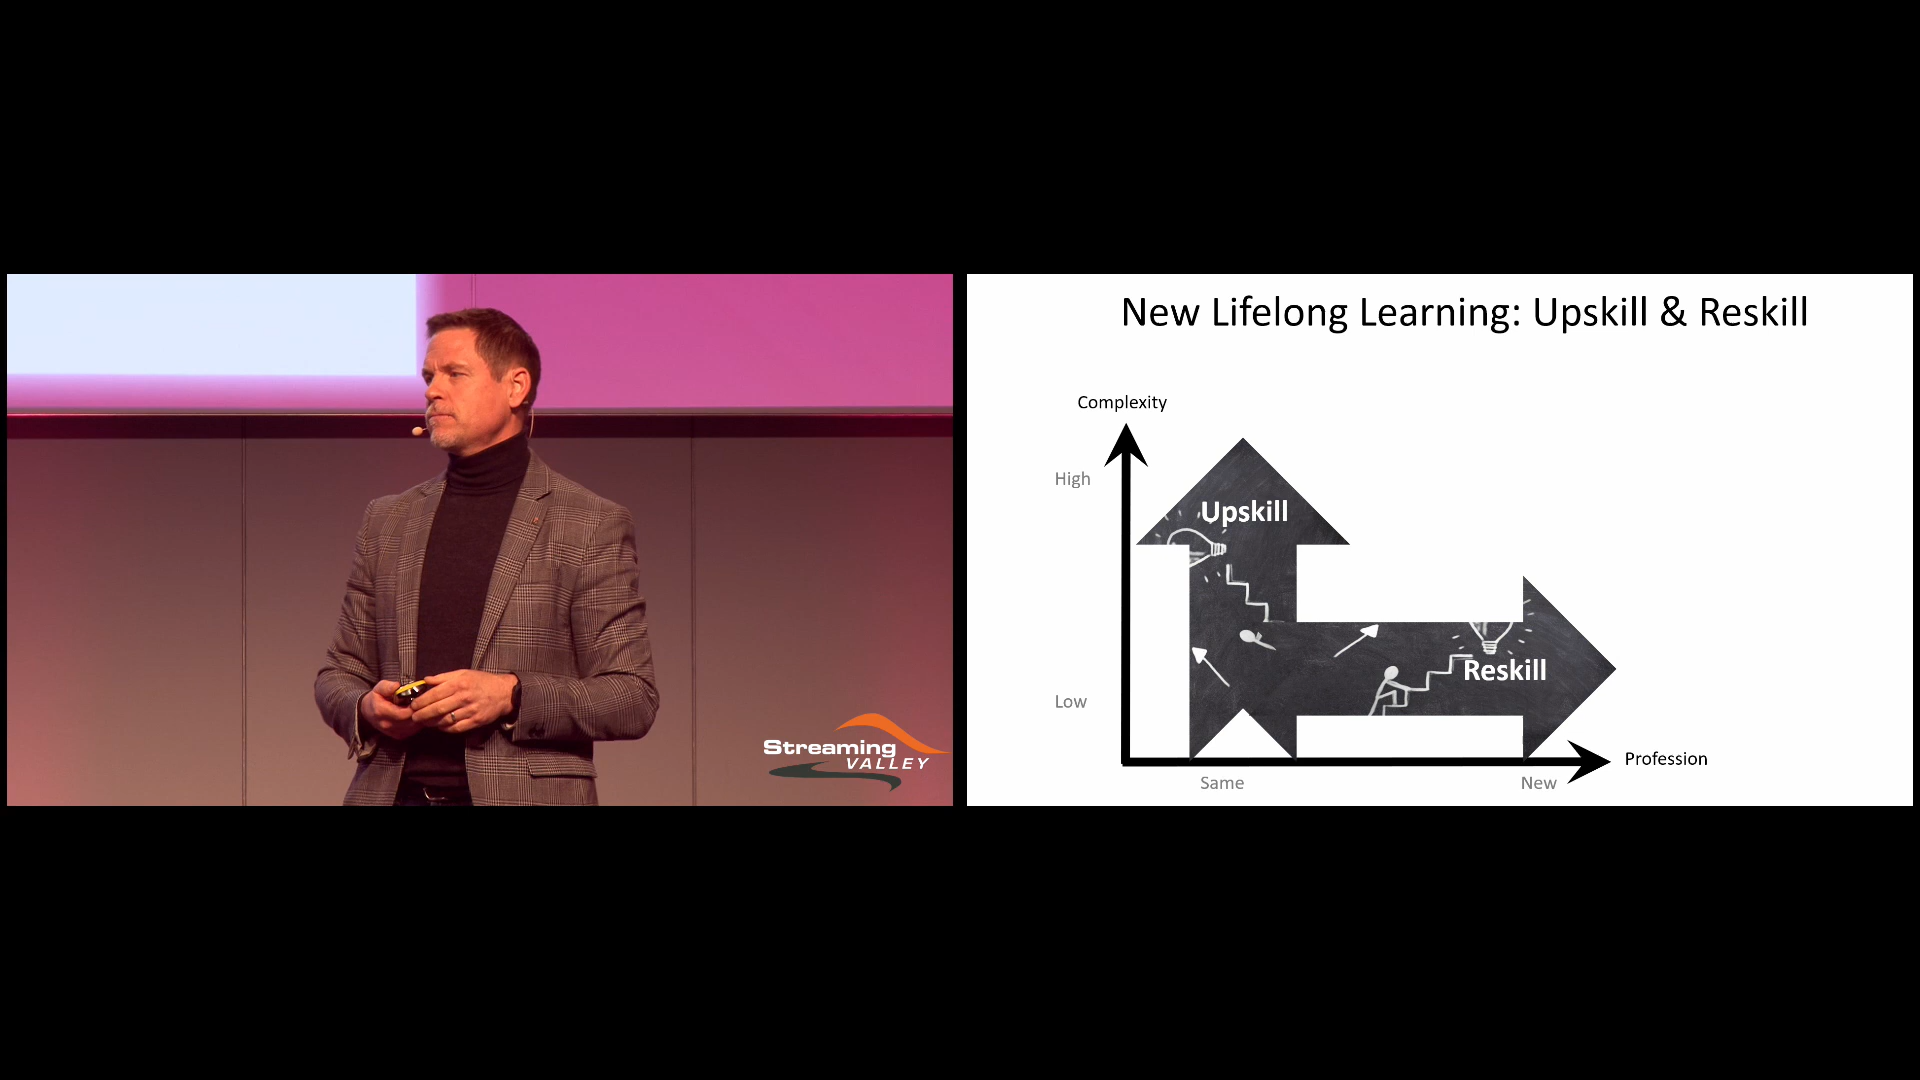 Streaming
VALLEY
New Lifelong Learning: Upskill & Reskill
Complexity
High
Upskill
Reskill
Low
Profession
Same
New